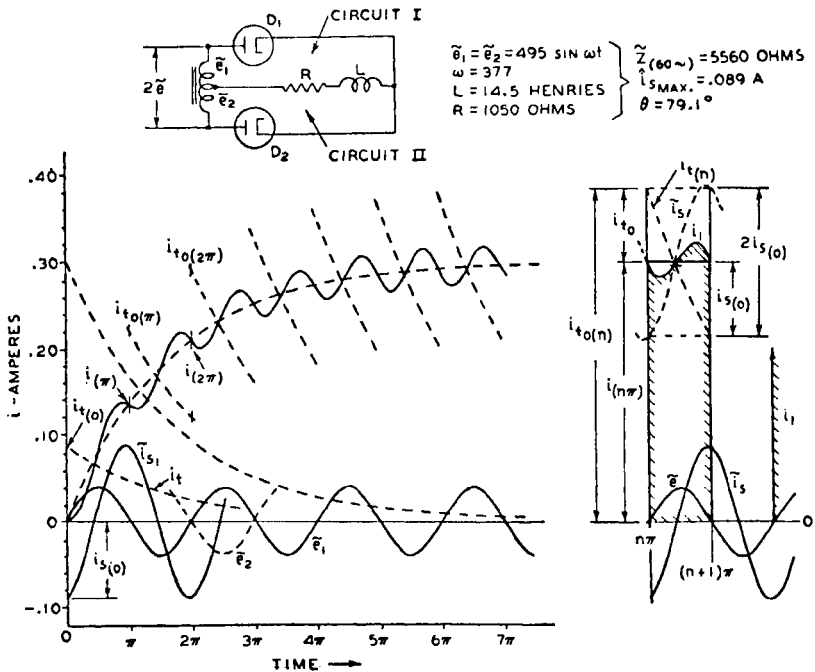 CIRCUIT I
D₁
ẽ₁
2ẽ
R
L
ẽ₂
D₂
CIRCUIT II
ẽ₁ = ẽ₂ = 495 SIN ωt
ω = 377
L = 14.5 HENRIES
R = 1050 OHMS
Z̃(60~) = 5560 OHMS
îS MAX. = .089 A
θ = 79.1°
i-AMPERES
.40
.30
.20
.10
0
-.10
it₀(2π)
it₀(π)
i(π)
i(2π)
it(0)
ĩs₁
it
is(0)
ẽ₂
ẽ₁
0
π
2π
3π
4π
5π
6π
7π
TIME →
it(n)
it₀
ĩs
i₁
2is(0)
is(0)
it₀(n)
i(nπ)
i₁
ẽ
ĩs
0
nπ
(n+1)π